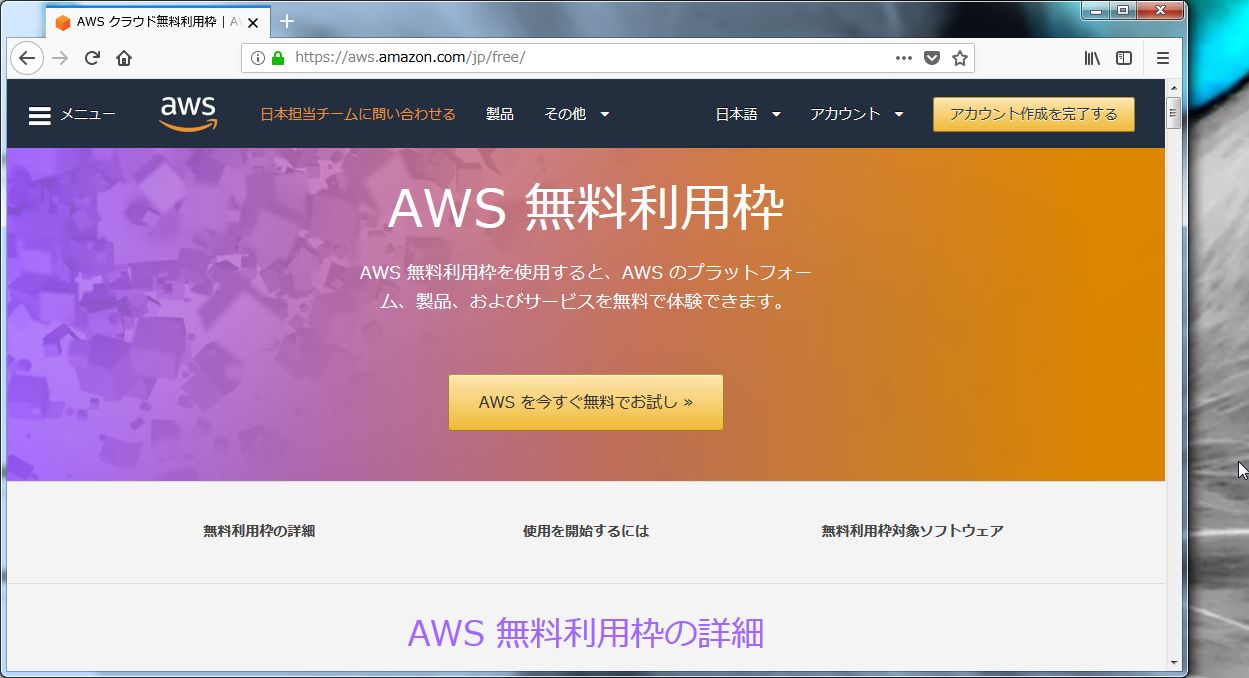 AWS クラウド無料利用枠 | AW
https://aws.amazon.com/jp/free/
メニュー
aws
日本担当チームに問い合わせる
製品
その他
日本語
アカウント
アカウント作成を完了する
AWS 無料利用枠
AWS 無料利用枠を使用すると、AWS のプラットフォー
ム、製品、およびサービスを無料で体験できます。
AWS を今すぐ無料でお試し »
無料利用枠の詳細
使用を開始するには
無料利用枠対象ソフトウェア
AWS 無料利用枠の詳細